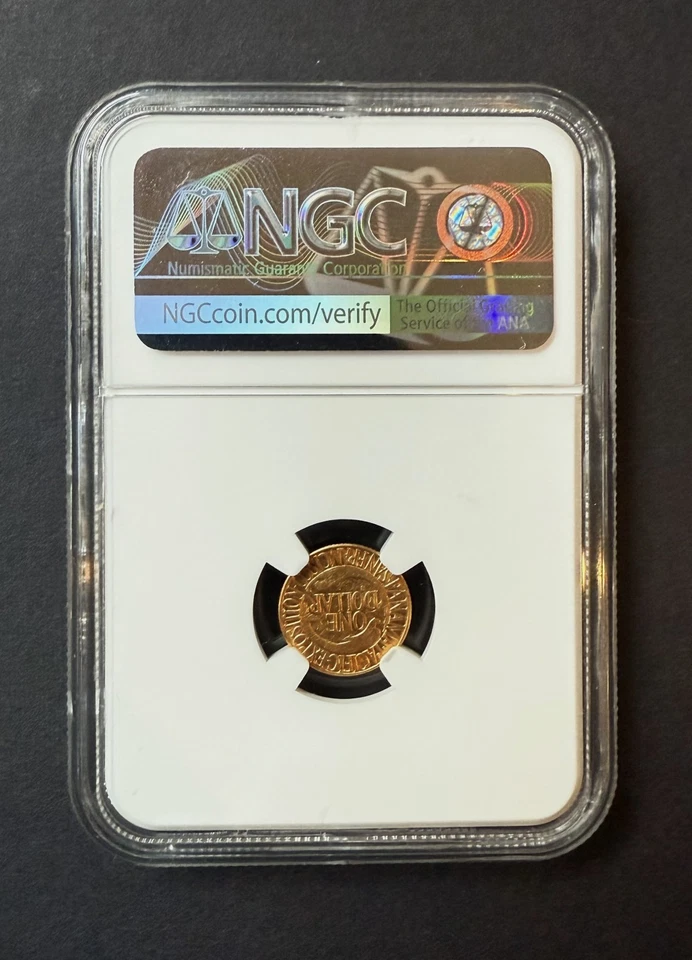 NGC
Numismatic Guaranty Corporation
NGCcoin.com/verify
The Official Grading
Service of the ANA
ONE
DOLLAR